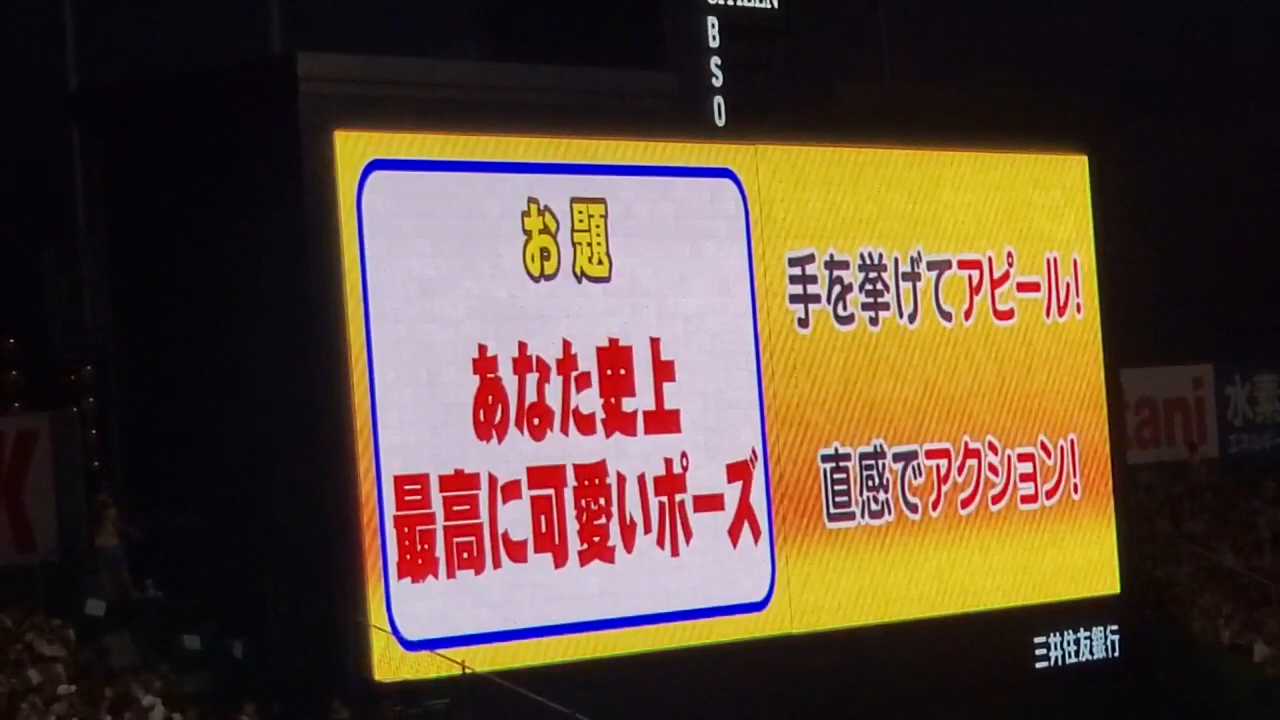 B
S
O
お題
あなた史上
最高に可愛いポーズ
手を挙げてアピール!
直感でアクション!
tani
三井住友銀行